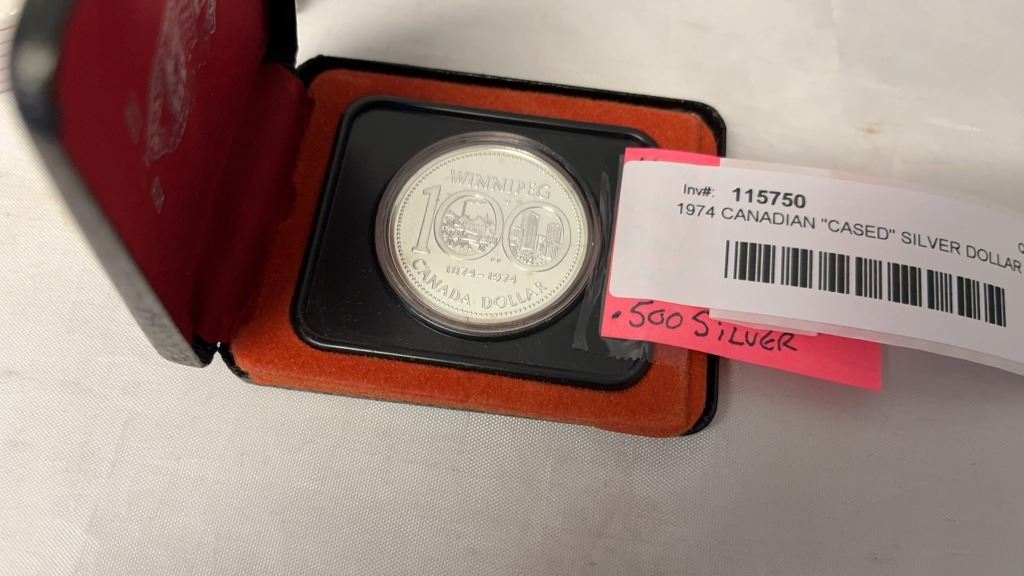 WINNIPEG
100
1874-1974
CANADA DOLLAR
Inv#: 115750
1974 CANADIAN "CASED" SILVER DOLLAR
.500 SILVER